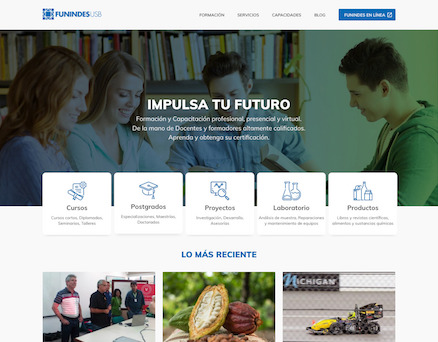 FUNINDESUSB
FORMACIÓN
SERVICIOS
CAPACIDADES
BLOG
FUNINDES EN LÍNEA
IMPULSA TU FUTURO
Formación y Capacitación profesional, presencial y virtual.
De la mano de Docentes y formadores altamente calificados.
Aprenda y obtenga su certificación.
Cursos
Cursos cortos, Diplomados,
Seminarios, Talleres
Postgrados
Especializaciones, Maestrías,
Doctorados
Proyectos
Investigación, Desarrollo,
Asesorías
Laboratorio
Análisis de muestra, Reparaciones
y mantenimiento de equipos
Productos
Libros y revistas científicas,
alimentos y sustancias químicas
LO MÁS RECIENTE
MICHIGAN